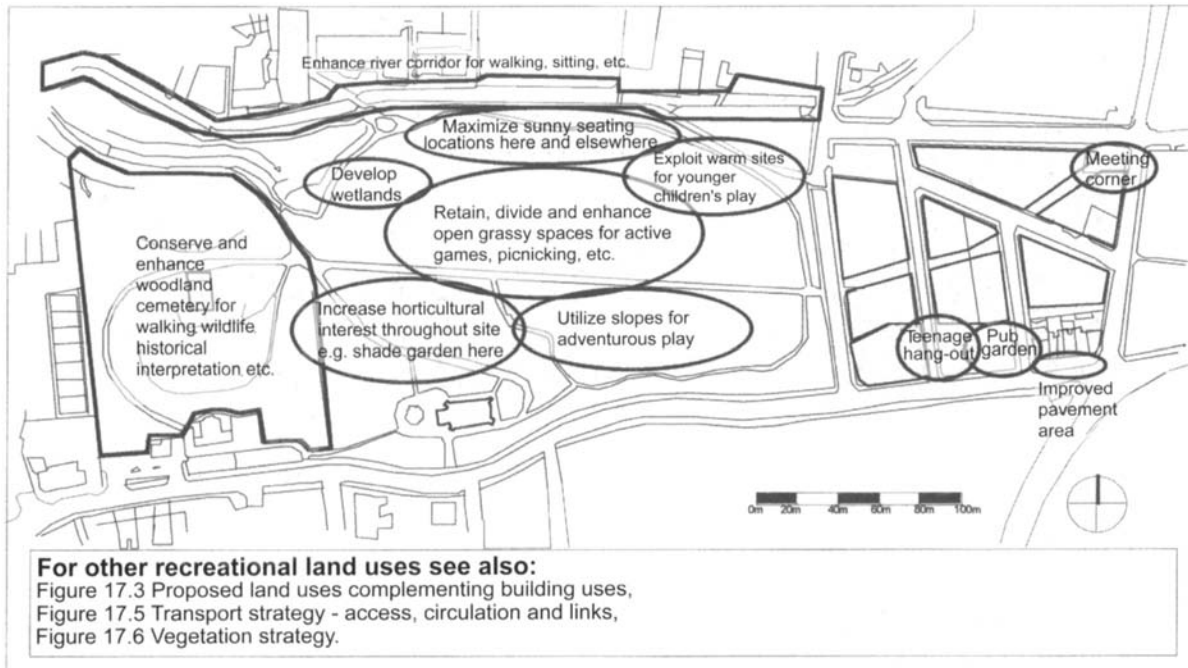 Enhance river corridor for walking, sitting, etc.
Maximize sunny seating
locations here and elsewhere
Exploit warm sites
for younger
children's play
Meeting
corner
Develop
wetlands
Retain, divide and enhance
open grassy spaces for active
games, picnicking, etc.
Conserve and
enhance
woodland
cemetery for
walking wildlife
historical
interpretation etc.
Increase horticultural
interest throughout site
e.g. shade garden here
Utilize slopes for
adventurous play
Teenage
hang-out
Pub
garden
Improved
pavement
area
0m 20m 40m 60m 80m 100m
For other recreational land uses see also:
Figure 17.3 Proposed land uses complementing building uses,
Figure 17.5 Transport strategy - access, circulation and links,
Figure 17.6 Vegetation strategy.